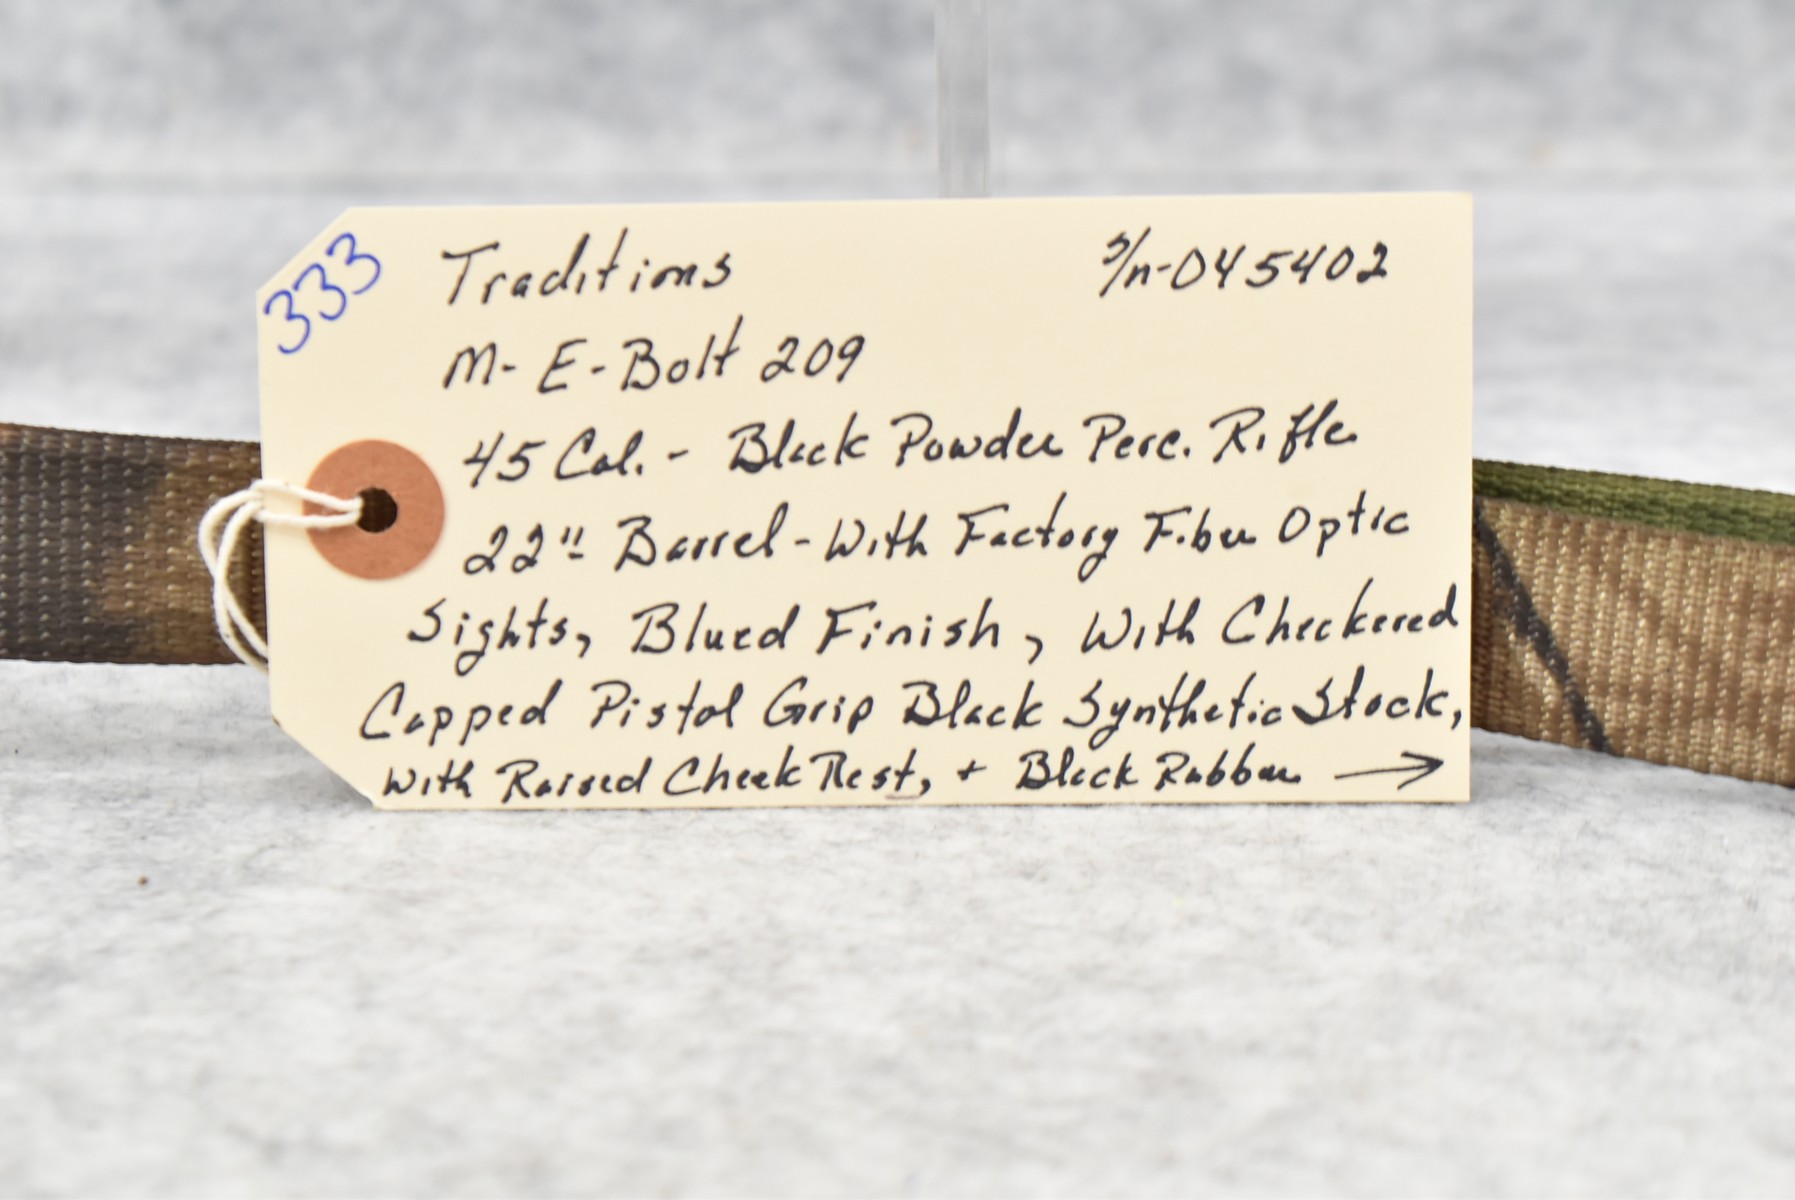 333
Traditions S/n-045402
M- E-Bolt 209
45 Cal. - Black Powder Perc. Rifle
22" Barrel - With Factory Fiber Optic
Sights, Blued Finish, With Checkered
Capped Pistol Grip Black Synthetic Stock,
With Raised Cheek Rest, + Black Rubber →